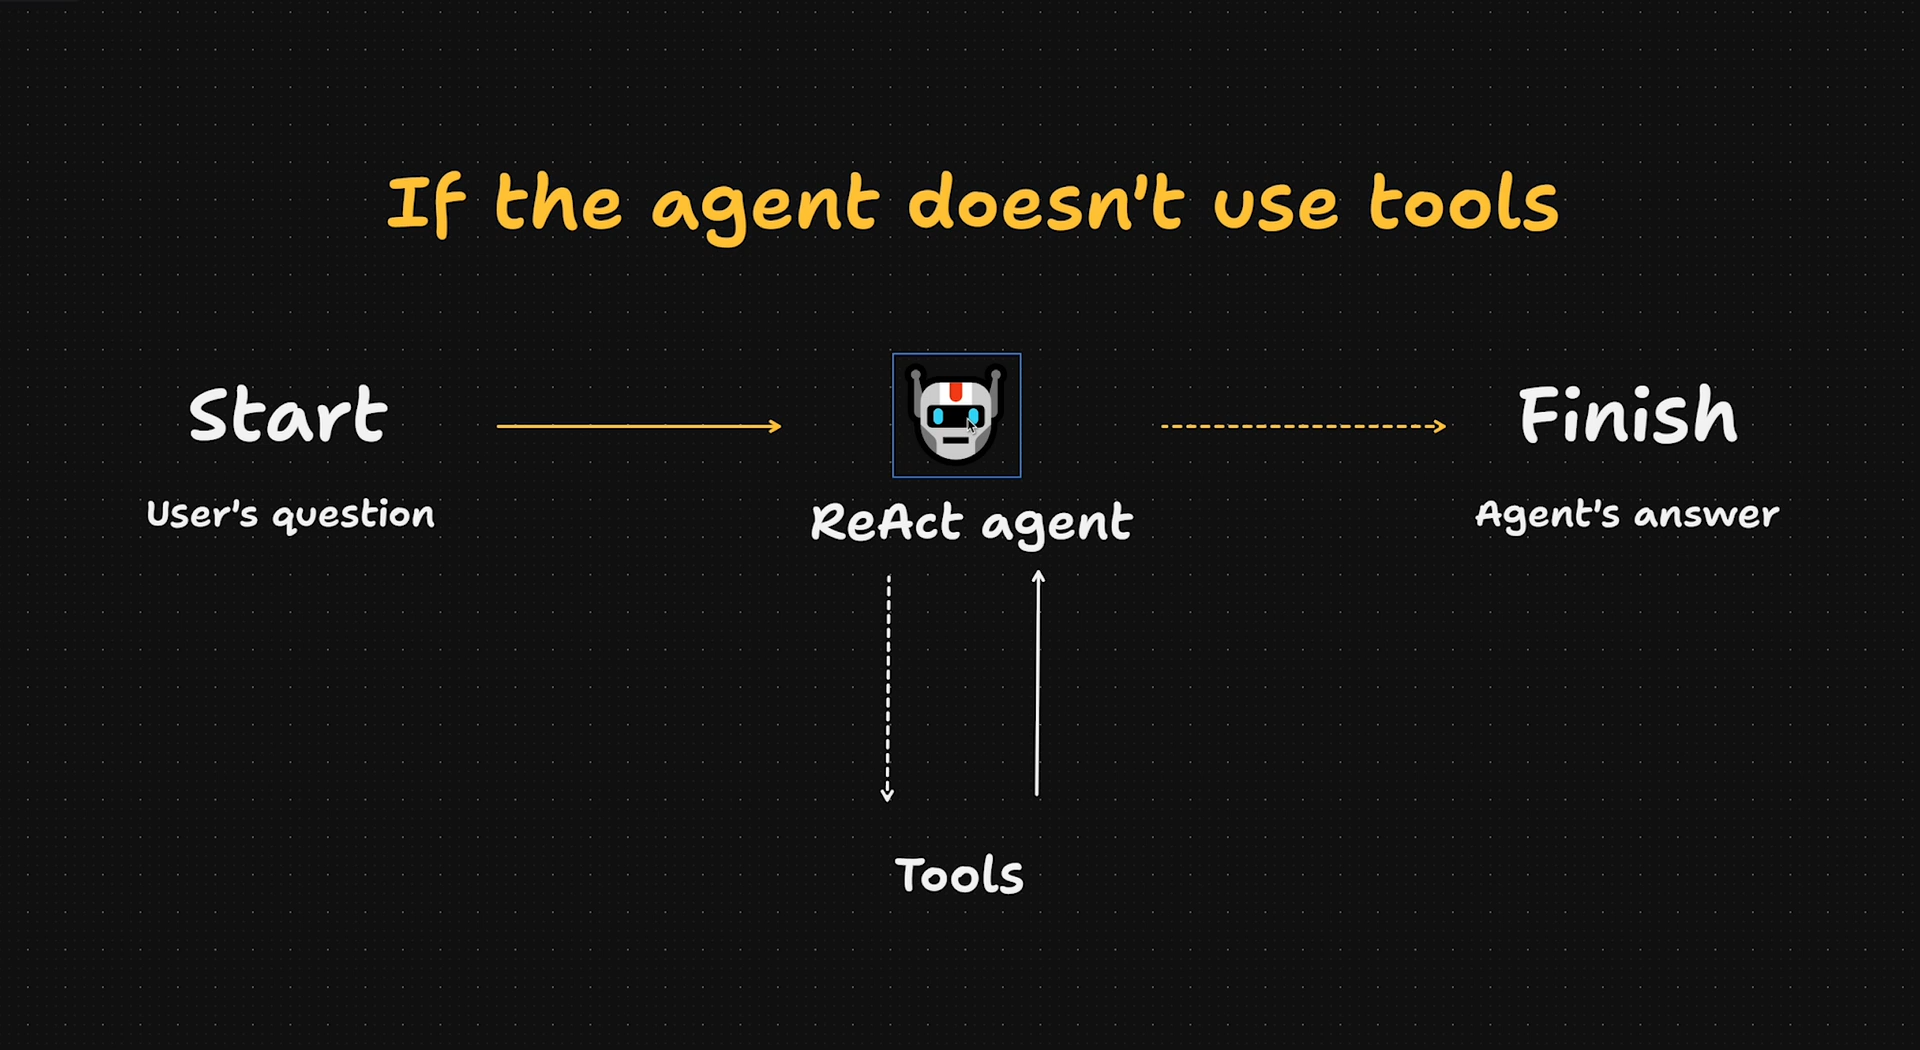 If the agent doesn't use tools
Start
Finish
User's question
ReAct agent
Agent's answer
Tools